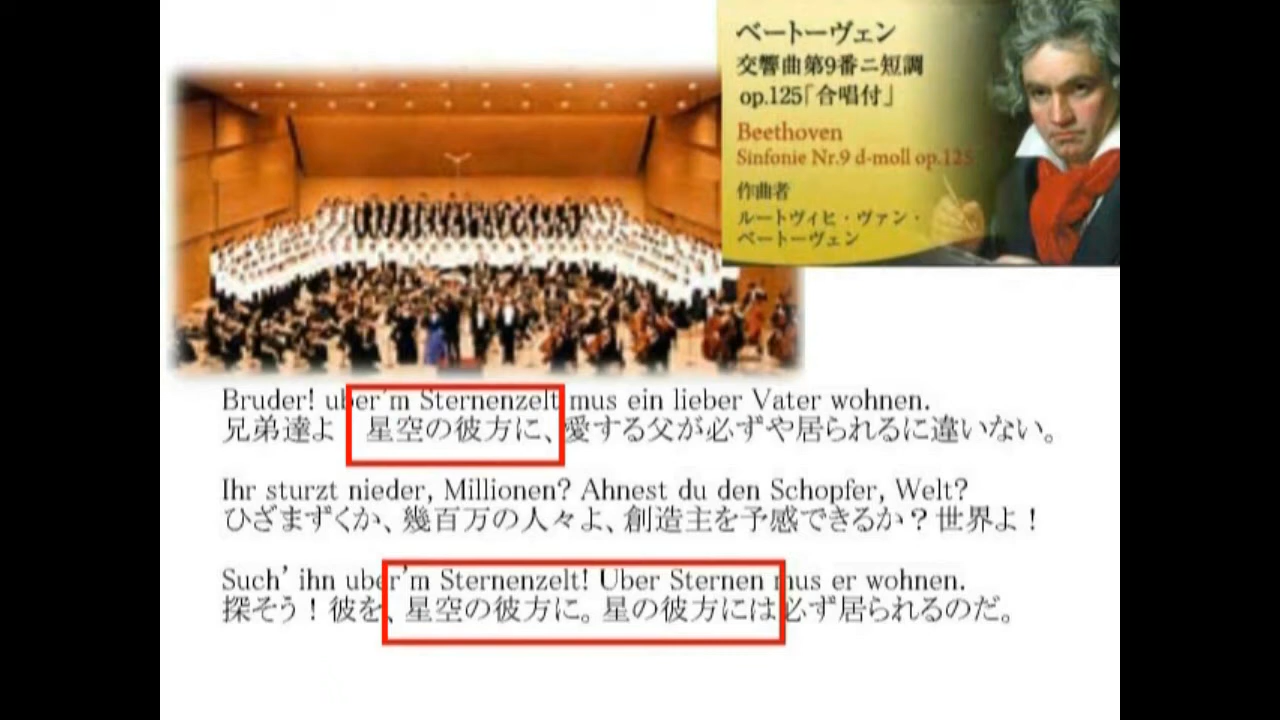 ベートーヴェン
交響曲第9番ニ短調
op.125「合唱付」
Beethoven
Sinfonie Nr.9 d-moll op.125
作曲者
ルートヴィヒ・ヴァン・
ベートーヴェン
Bruder! uber'm Sternenzelt mus ein lieber Vater wohnen.
兄弟達よ 星空の彼方に、愛する父が必ずや居られるに違いない。
Ihr sturzt nieder, Millionen? Ahnest du den Schopfer, Welt?
ひざまずくか、幾百万の人々よ、創造主を予感できるか？世界よ！
Such' ihn uber'm Sternenzelt! Uber Sternen mus er wohnen.
探そう！彼を、星空の彼方に。星の彼方には必ず居られるのだ。